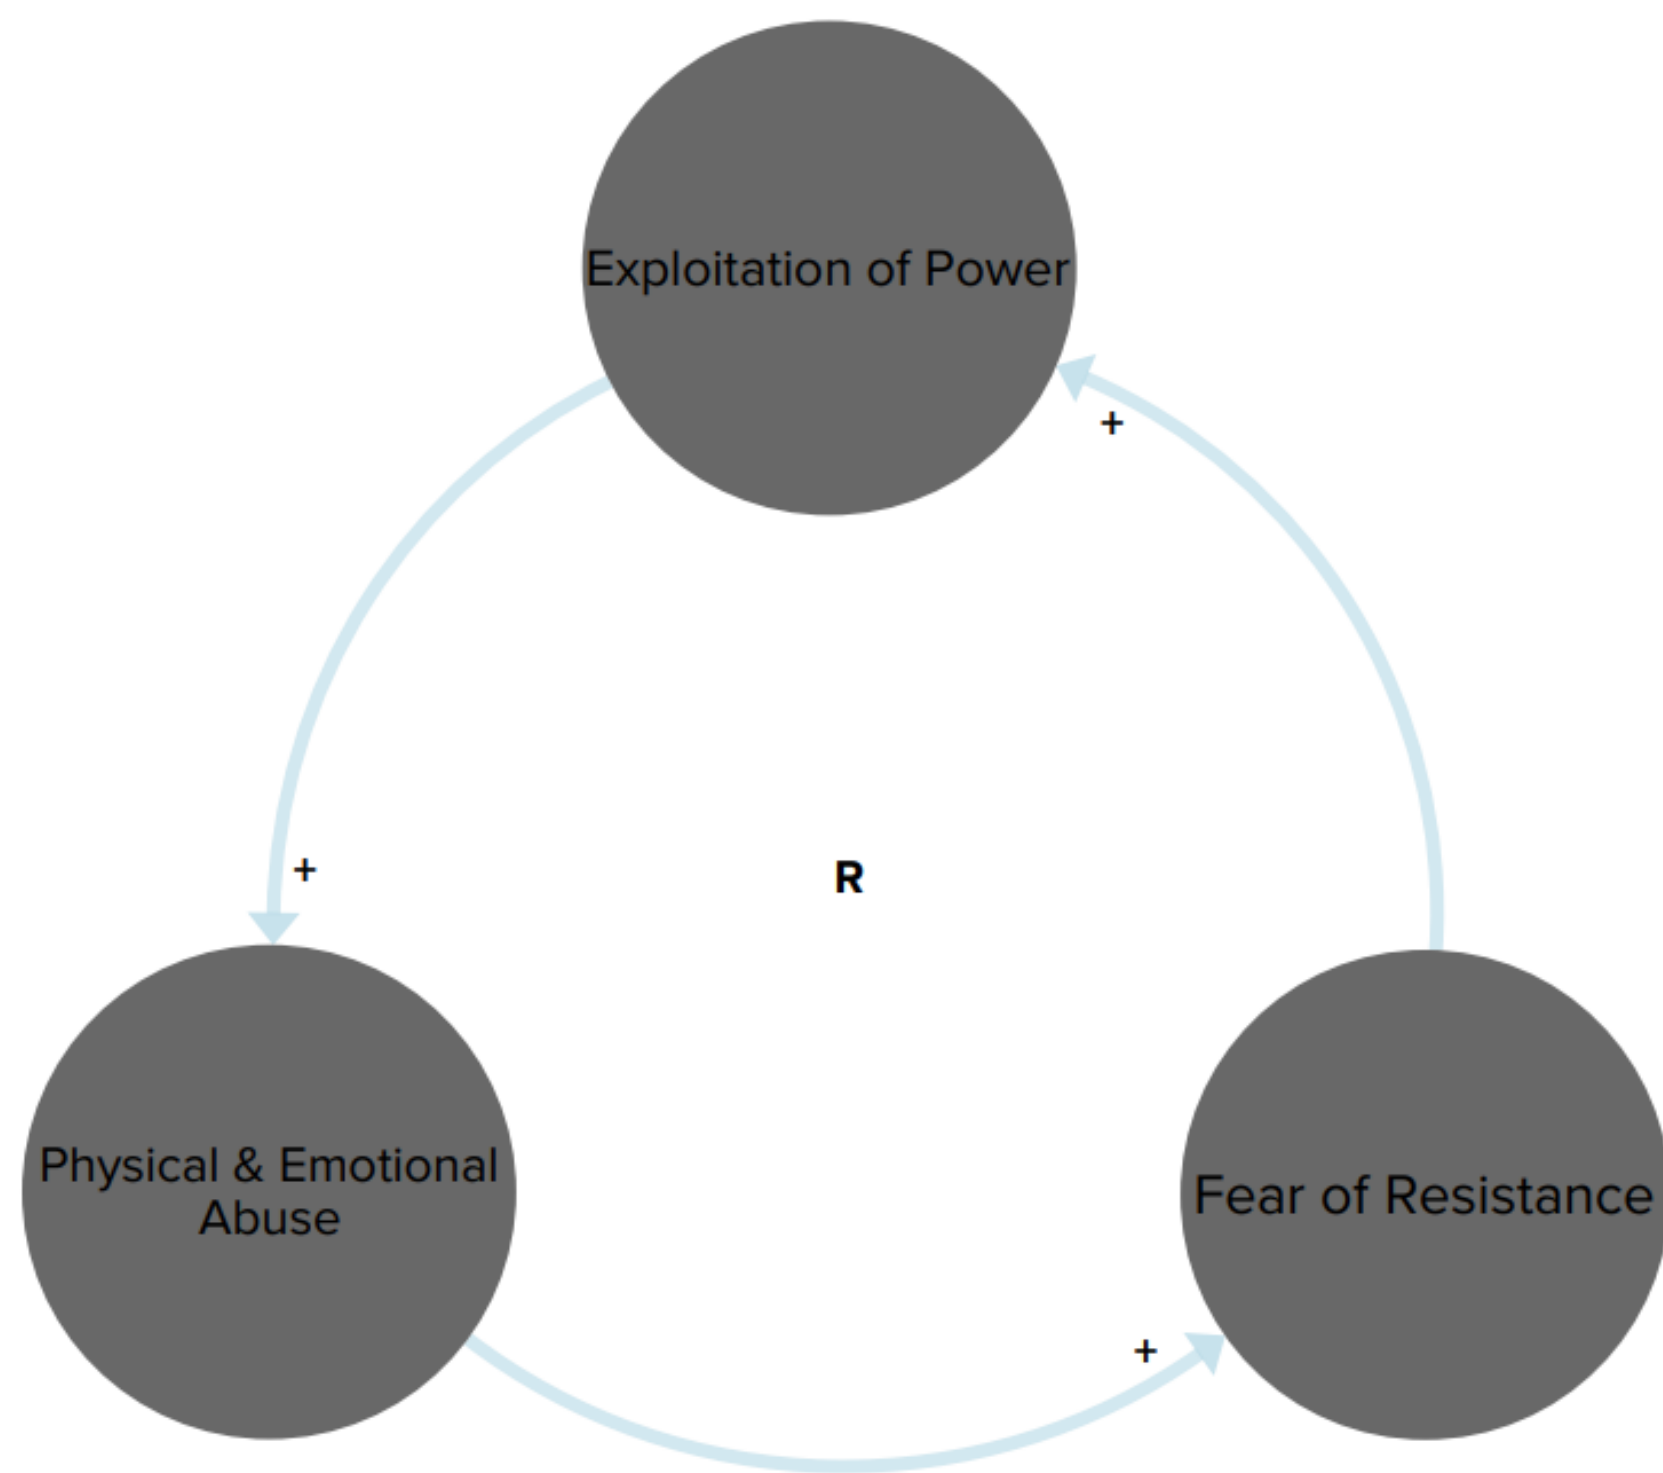 Exploitation of Power
+
+
R
Physical & Emotional
Abuse
Fear of Resistance
+